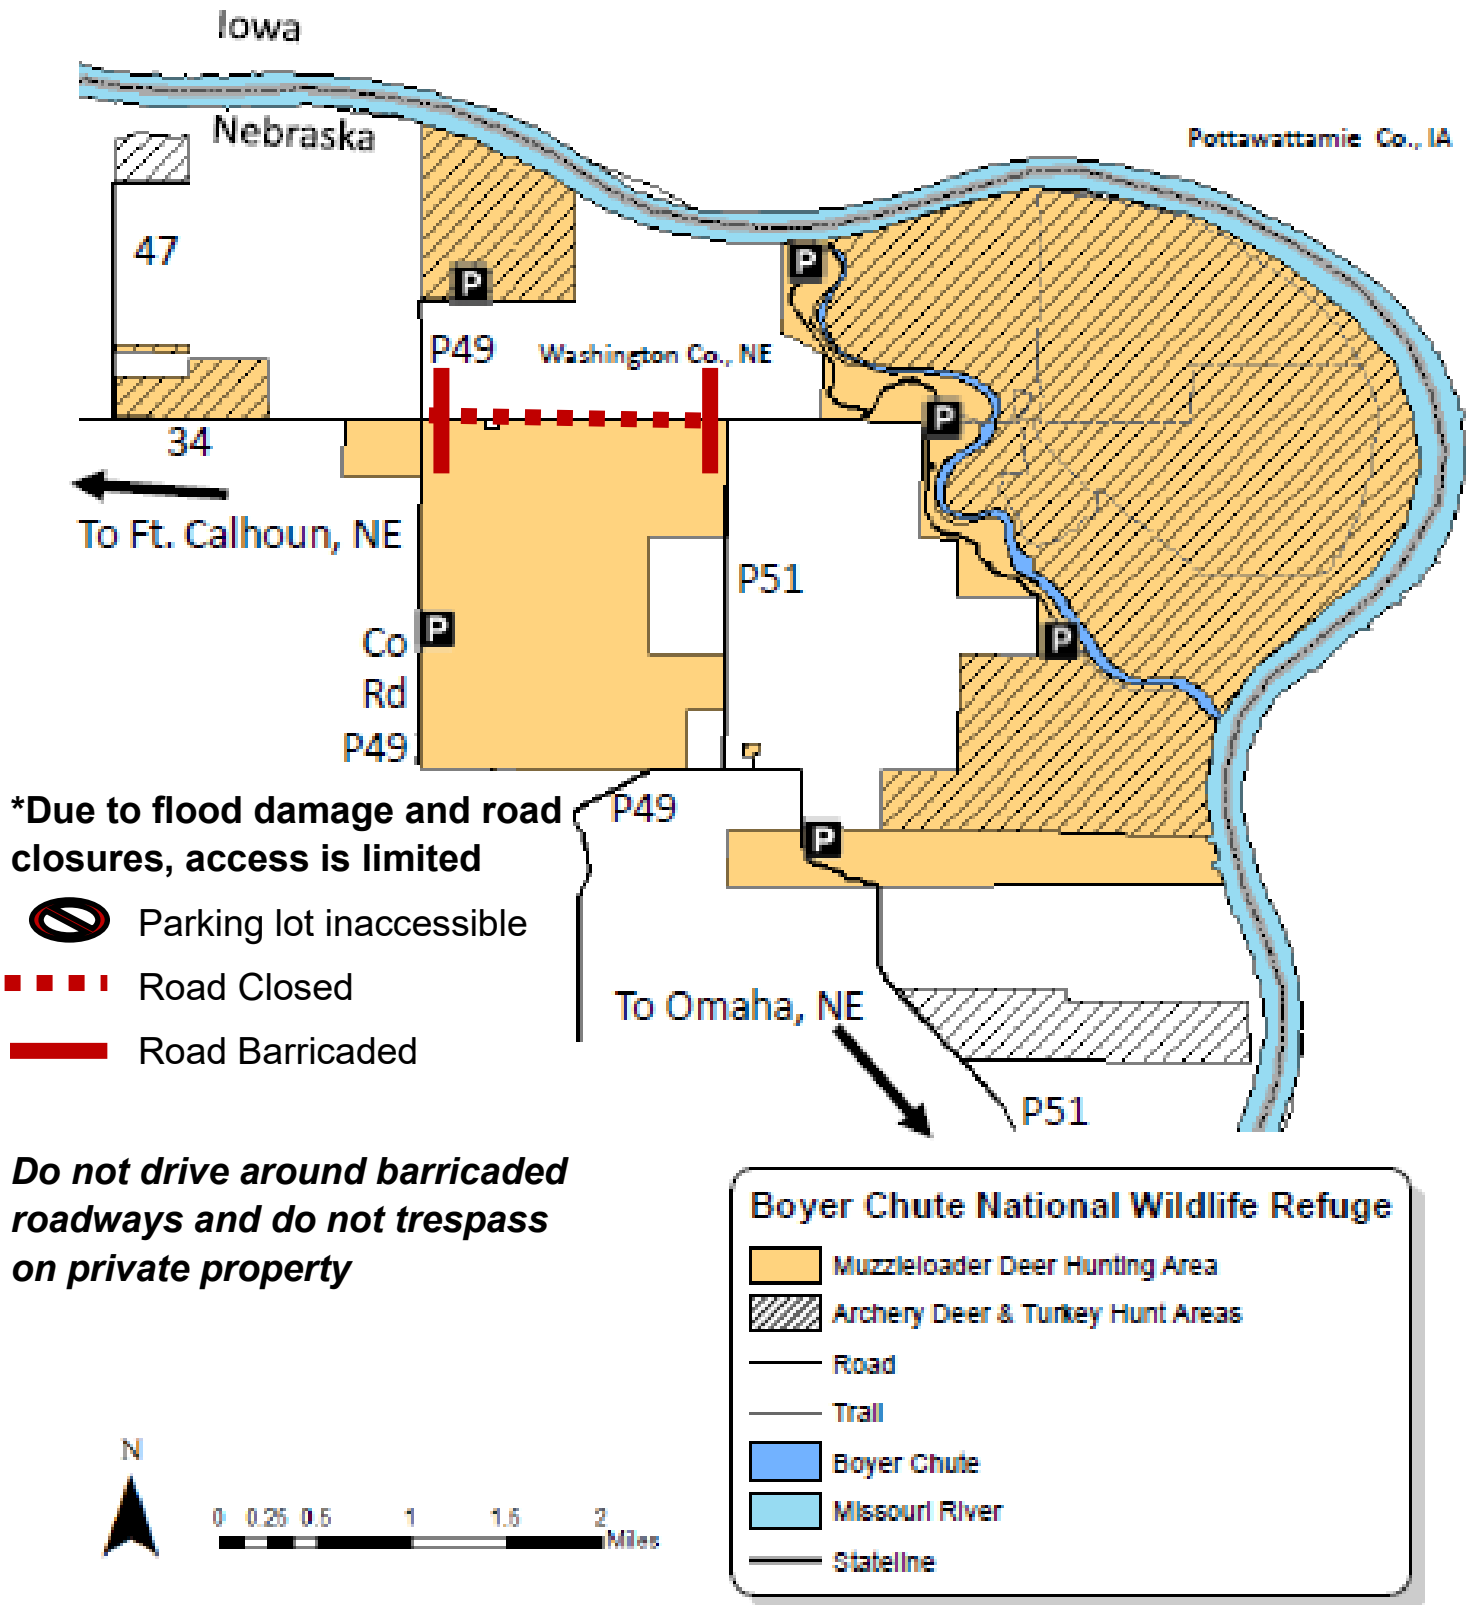 Iowa
Nebraska
Pottawattamie Co., IA
47
P
P
P49
Washington Co., NE
P
34
To Ft. Calhoun, NE
P51
P
Co
Rd
P49
P
*Due to flood damage and road
closures, access is limited
P49
P
Parking lot inaccessible
Road Closed
Road Barricaded
To Omaha, NE
P51
Do not drive around barricaded
roadways and do not trespass
on private property
Boyer Chute National Wildlife Refuge
Muzzleloader Deer Hunting Area
Archery Deer & Turkey Hunt Areas
Road
Trail
Boyer Chute
Missouri River
Stateline
N
0 0.25 0.5 1 1.5 2
Miles